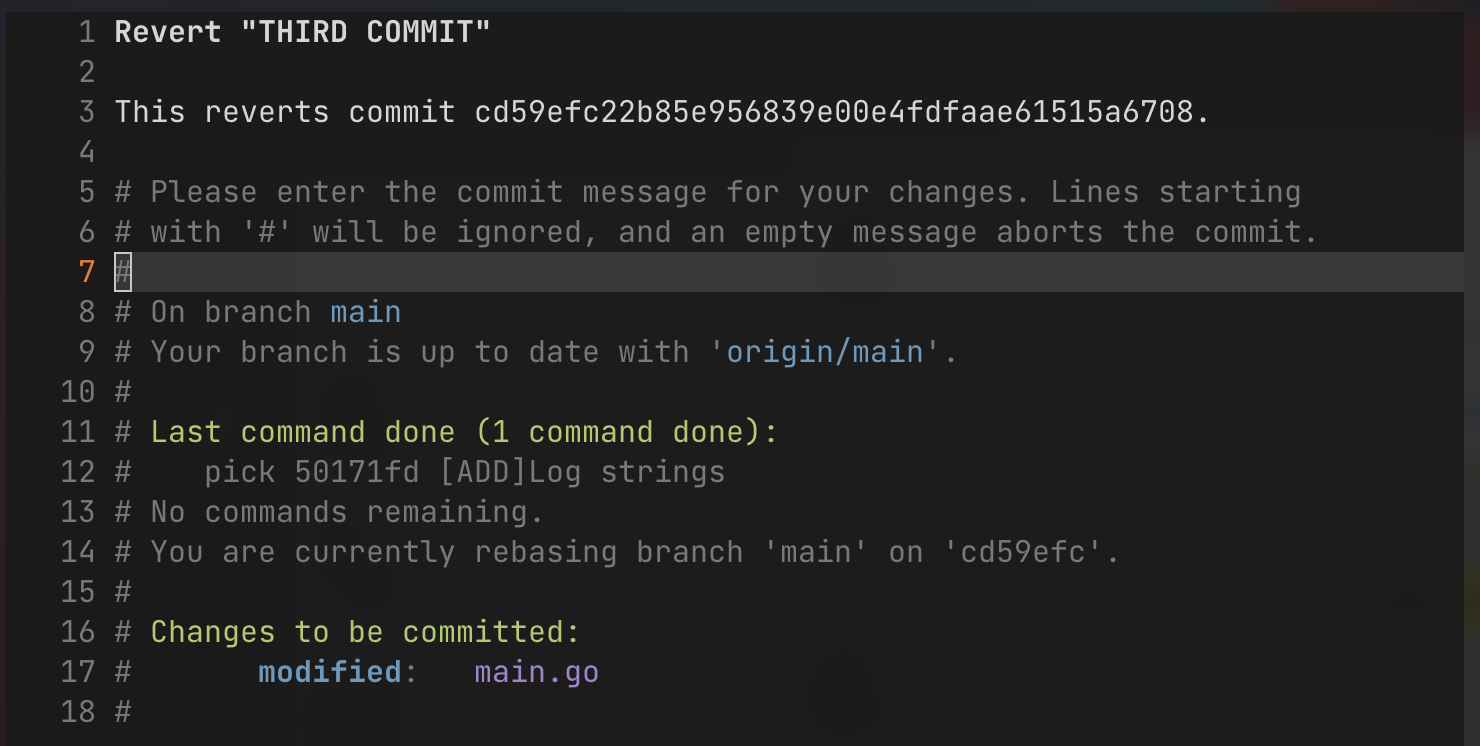 1 Revert "THIRD COMMIT"
2
3 This reverts commit cd59efc22b85e956839e00e4fdfaae61515a6708.
4
5 # Please enter the commit message for your changes. Lines starting
6 # with '#' will be ignored, and an empty message aborts the commit.
7 #
8 # On branch main
9 # Your branch is up to date with 'origin/main'.
10 #
11 # Last command done (1 command done):
12 #    pick 50171fd [ADD]Log strings
13 # No commands remaining.
14 # You are currently rebasing branch 'main' on 'cd59efc'.
15 #
16 # Changes to be committed:
17 #       modified:   main.go
18 #